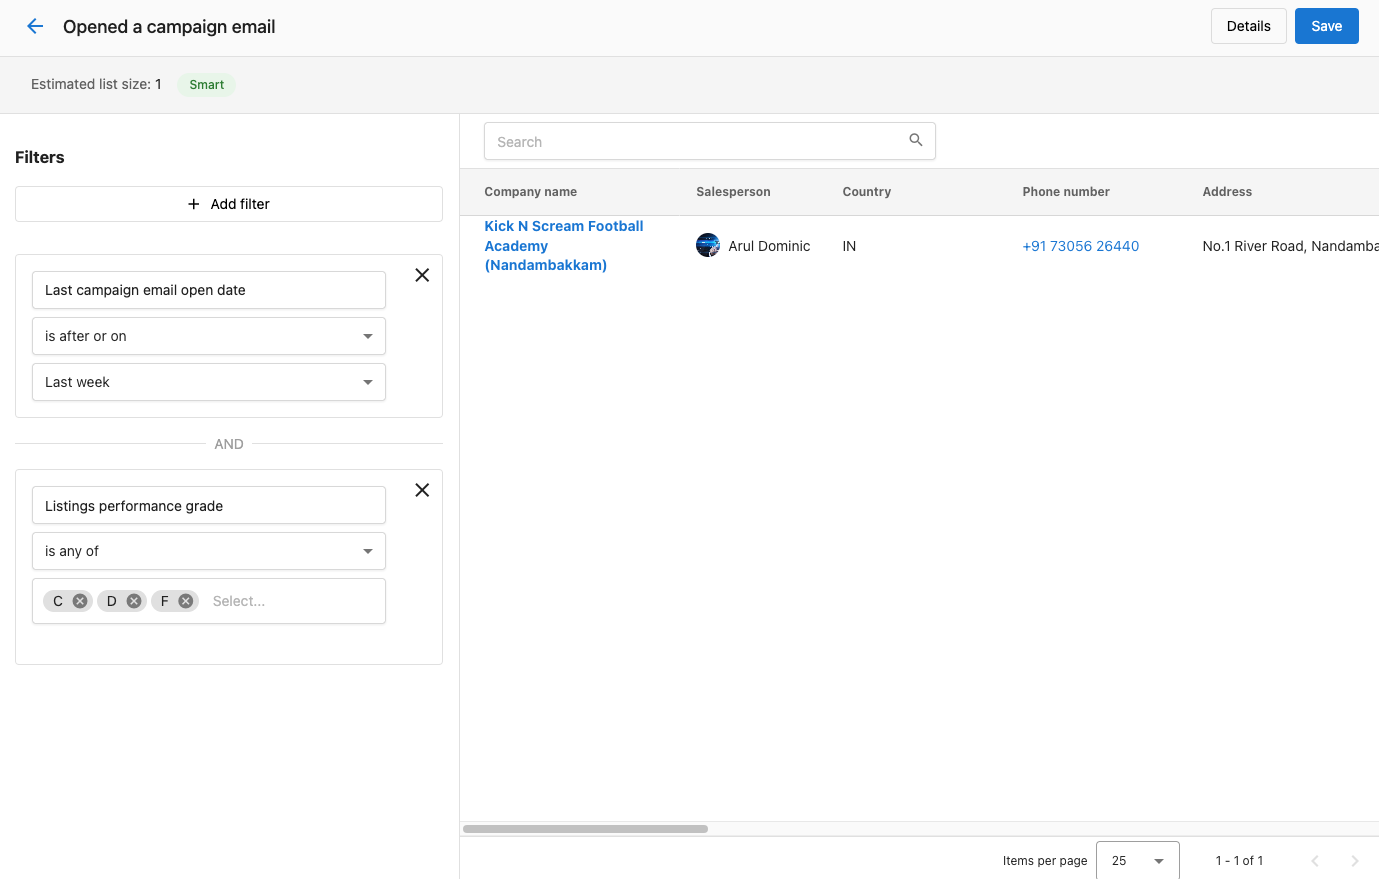 Opened a campaign email
Details
Save
Estimated list size: 1
Smart
Filters
Add filter
Last campaign email open date
is after or on
Last week
AND
Listings performance grade
is any of
C
D
F
Select...
Search
Company name
Salesperson
Country
Phone number
Address
Kick N Scream Football
Academy
(Nandambakkam)
Arul Dominic
IN
+91 73056 26440
No.1 River Road, Nandamba
Items per page
25
1 - 1 of 1